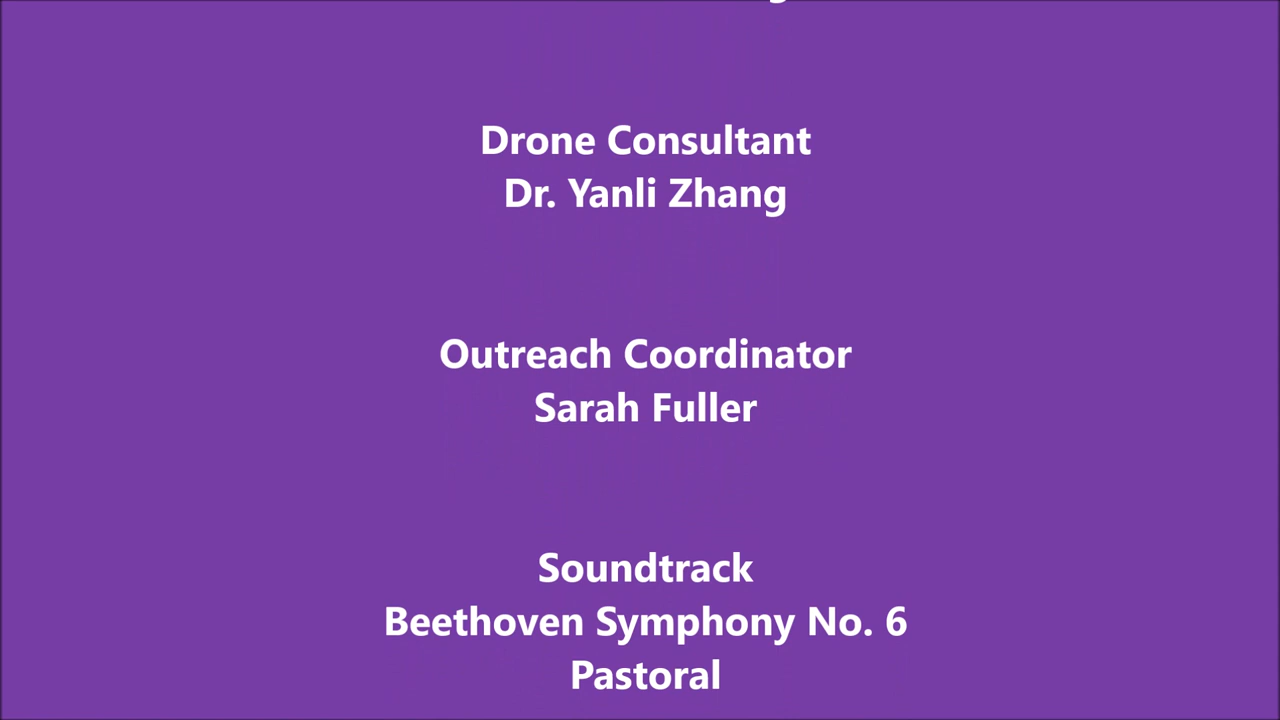 Drone Consultant
Dr. Yanli Zhang
Outreach Coordinator
Sarah Fuller
Soundtrack
Beethoven Symphony No. 6
Pastoral